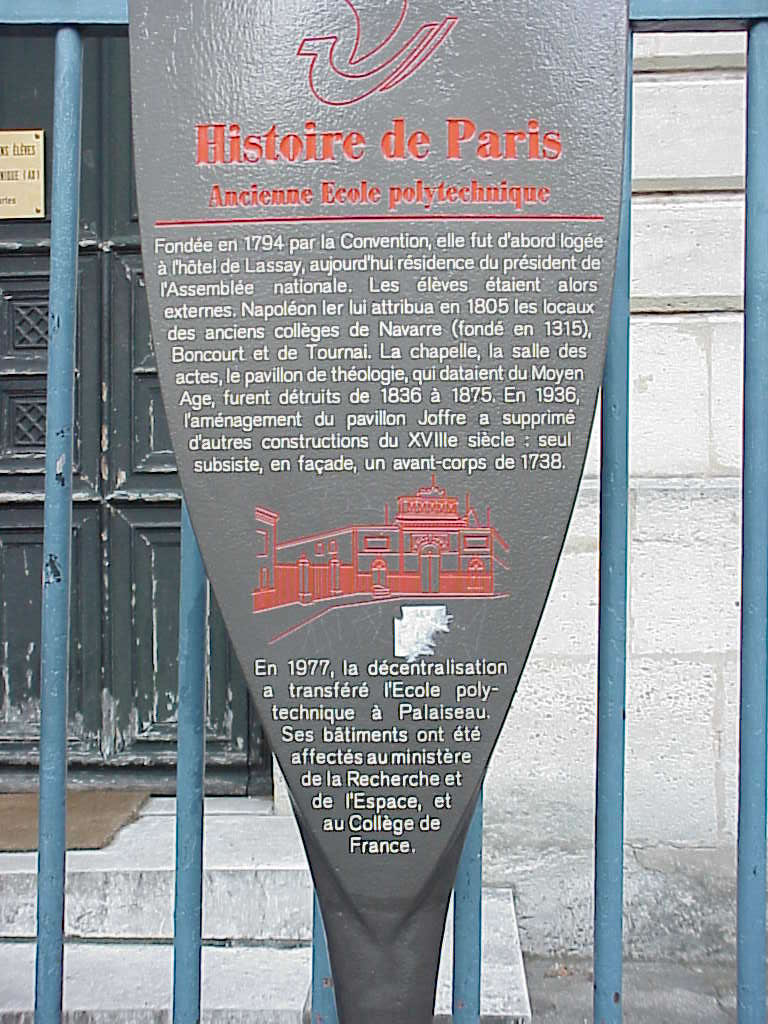 Histoire de Paris
Ancienne Ecole polytechnique
Fondée en 1794 par la Convention, elle fut d'abord logée
à l'hôtel de Lassay, aujourd'hui résidence du président de
l'Assemblée nationale. Les élèves étaient alors
externes. Napoléon Ier lui attribua en 1805 les locaux
des anciens collèges de Navarre (fondé en 1315),
Boncourt et de Tournai. La chapelle, la salle des
actes, le pavillon de théologie, qui dataient du Moyen
Age, furent détruits de 1836 à 1875. En 1936,
l'aménagement du pavillon Joffre a supprimé
d'autres constructions du XVIIIe siècle : seul
subsiste, en façade, un avant-corps de 1738.
En 1977, la décentralisation
a transféré l'Ecole poly-
technique à Palaiseau.
Ses bâtiments ont été
affectés au ministère
de la Recherche et
de l'Espace, et
au Collège de
France.
ÉLÈVES